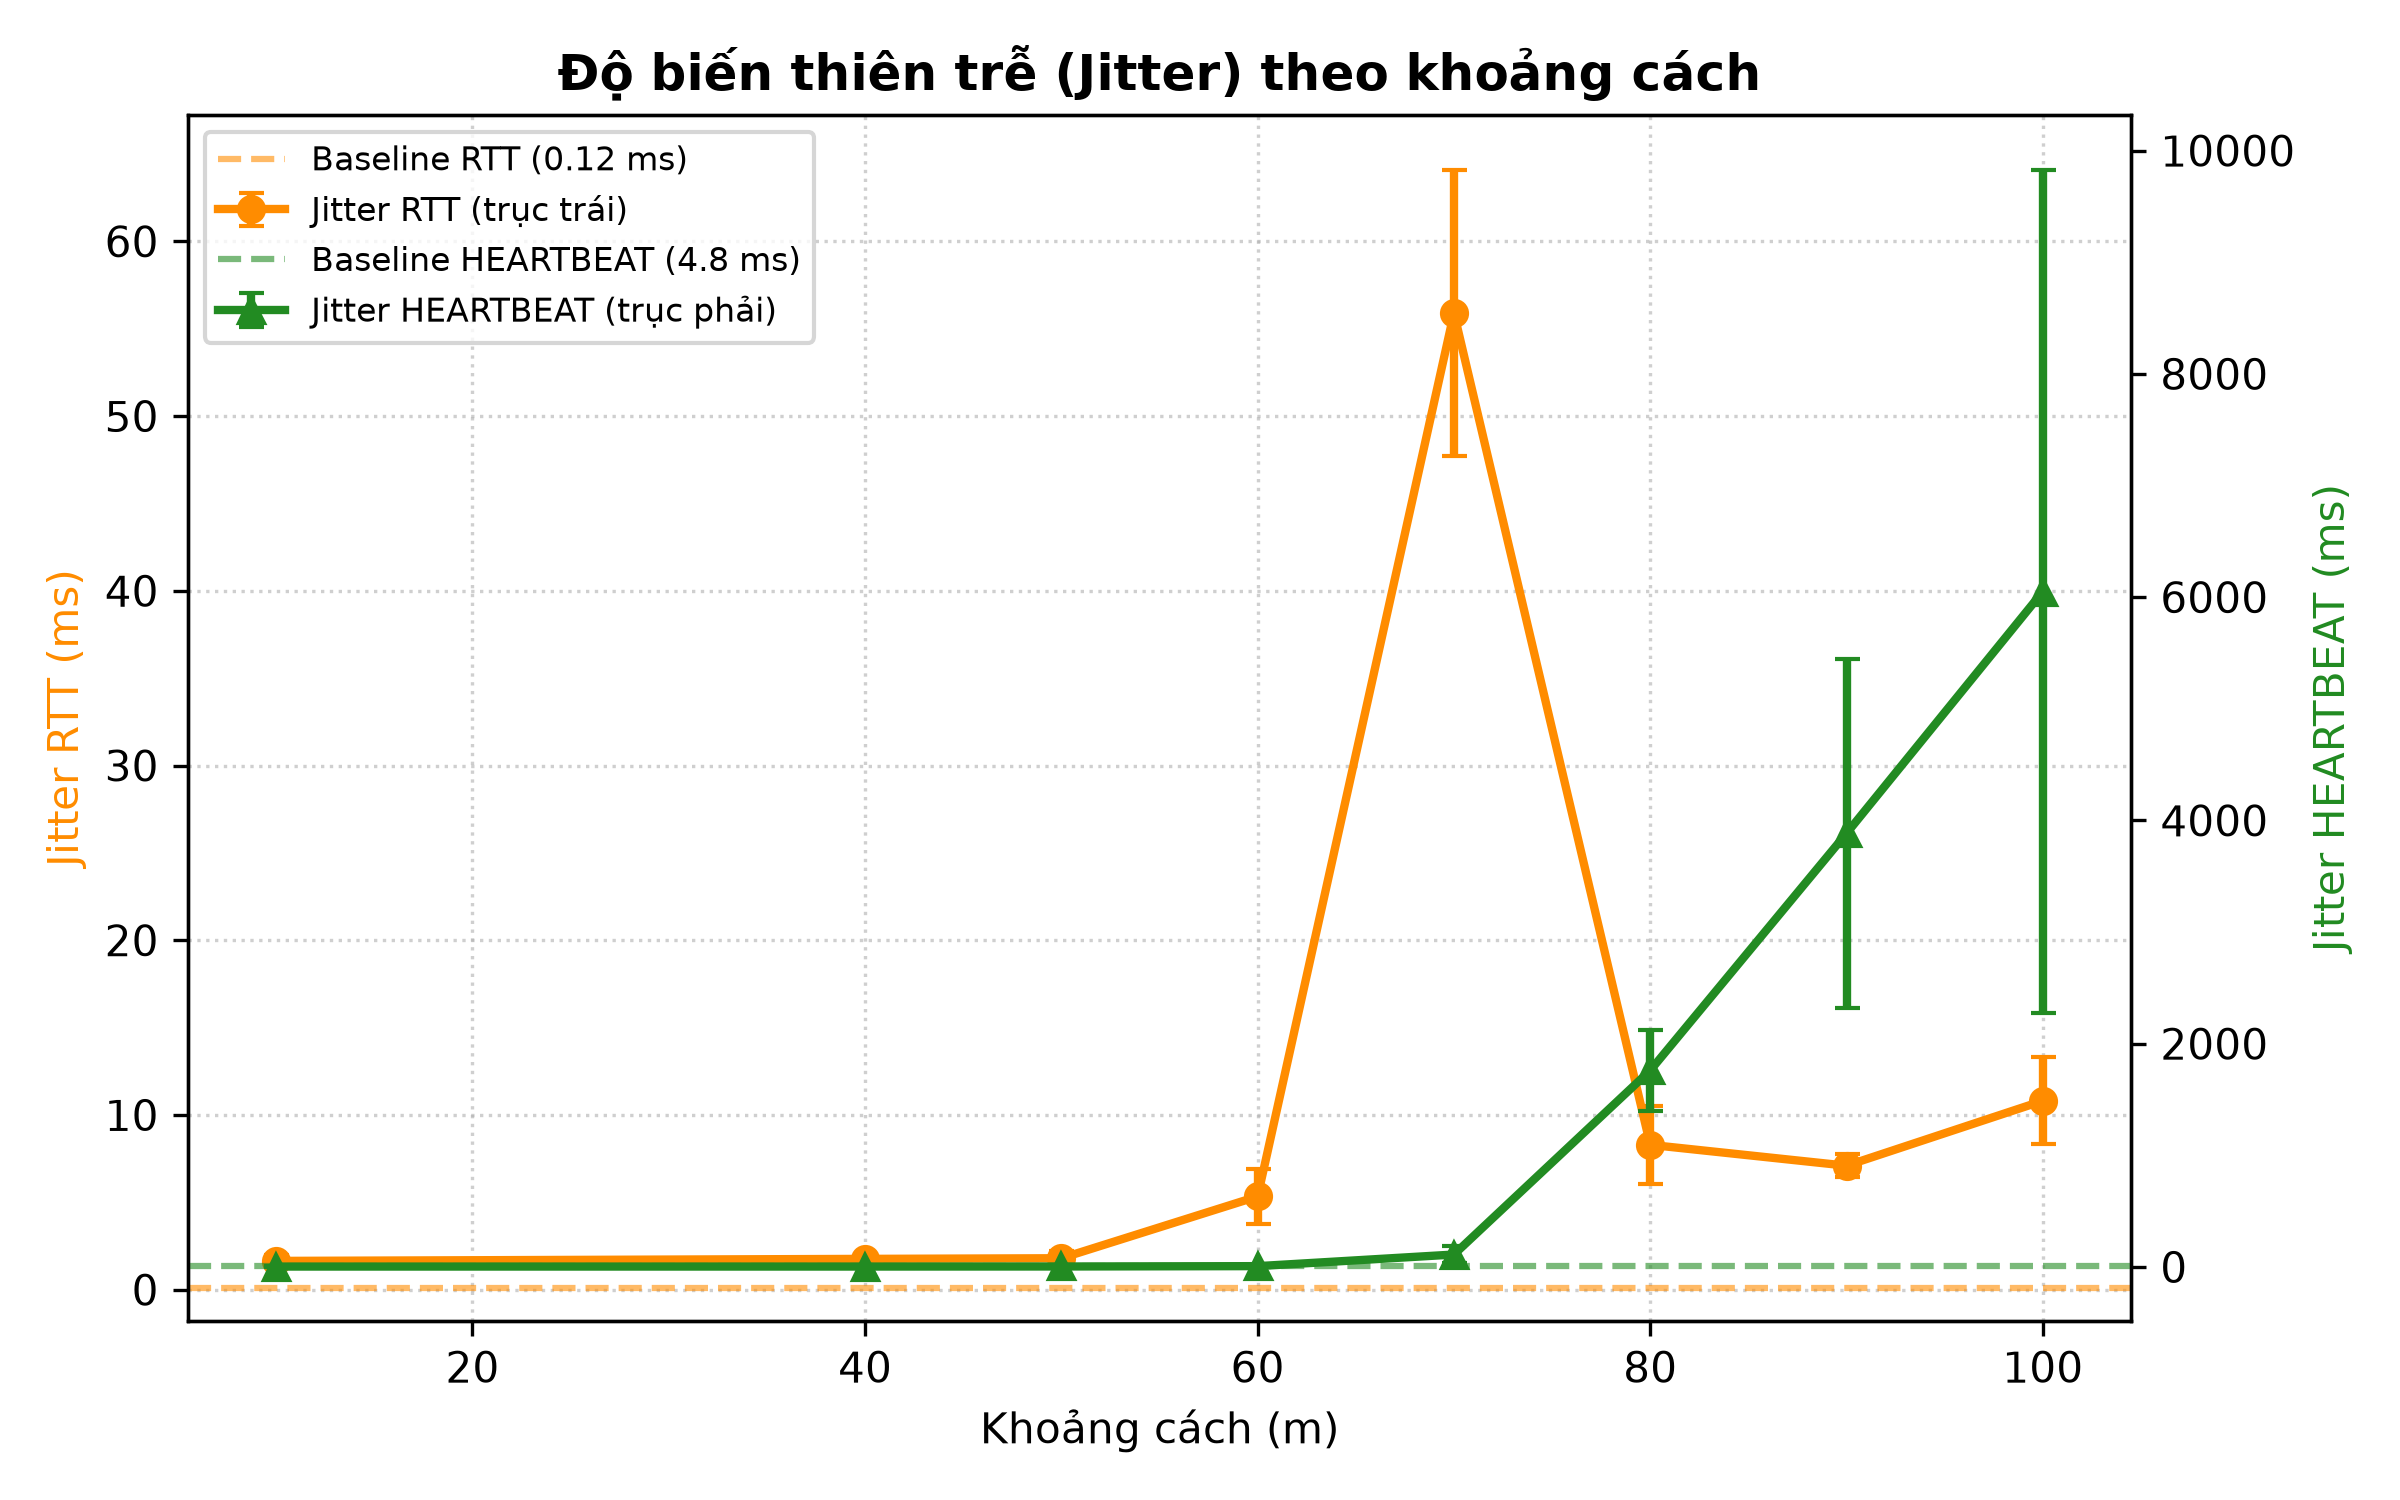 Độ biến thiên trễ (Jitter) theo khoảng cách
Baseline RTT (0.12 ms)
Jitter RTT (trục trái)
Baseline HEARTBEAT (4.8 ms)
Jitter HEARTBEAT (trục phải)
Jitter RTT (ms)
60
50
40
30
20
10
0
10000
8000
6000
4000
2000
0
Jitter HEARTBEAT (ms)
20 40 60 80 100
Khoảng cách (m)